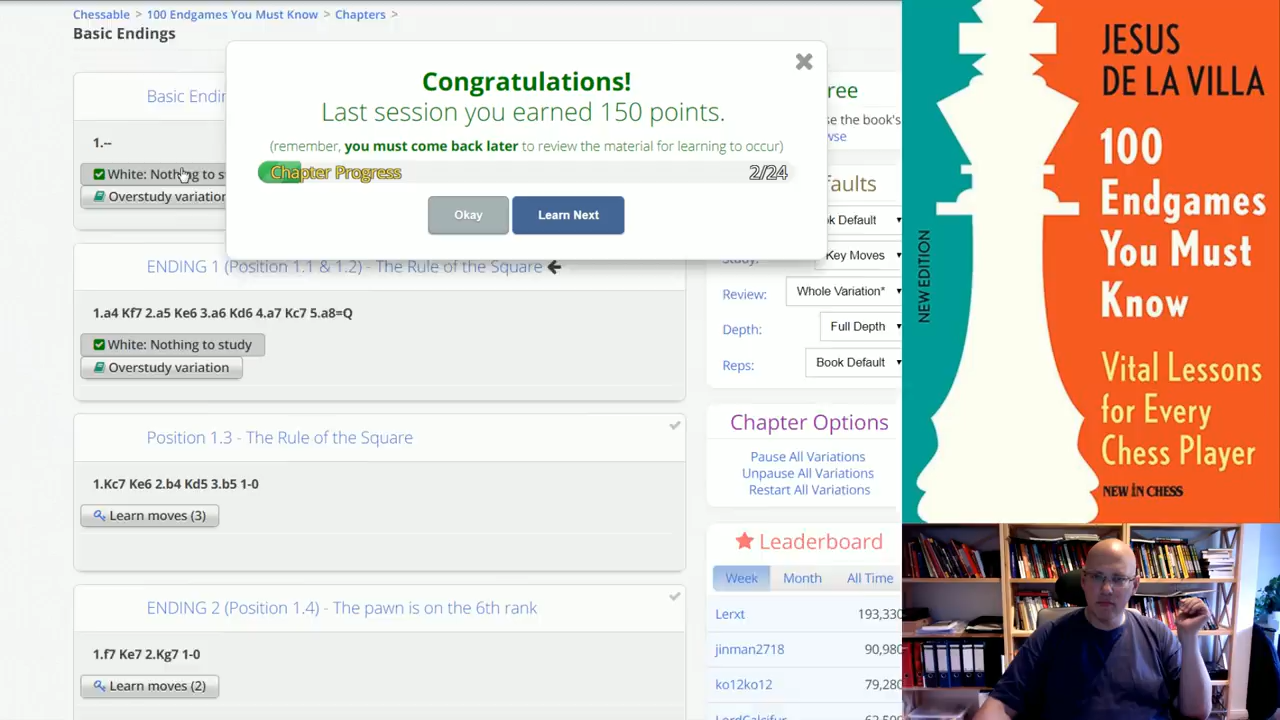 Chessable > 100 Endgames You Must Know > Chapters >
Basic Endings
Congratulations!
Last session you earned 150 points.
(remember, you must come back later to review the material for learning to occur)
Chapter Progress 2/24
Okay Learn Next
1.--
White: Nothing to
Overstudy
ENDING 1 (Position 1.1 & 1.2) - The Rule of the Square
1.a4 Kf7 2.a5 Ke6 3.a6 Kd6 4.a7 Kc7 5.a8=Q
White: Nothing to study
Overstudy variation
Position 1.3 - The Rule of the Square
1.Kc7 Ke6 2.b4 Kd5 3.b5 1-0
Learn moves (3)
ENDING 2 (Position 1.4) - The pawn is on the 6th rank
1.f7 Ke7 2.Kg7 1-0
Learn moves (2)
the book's
Default
Key Moves
Review: Whole Variation*
Depth: Full Depth
Reps: Book Default
Chapter Options
Pause All Variations
Unpause All Variations
Restart All Variations
Leaderboard
Week Month All Time
Lerxt 193,330
jinman2718 90,980
ko12ko12 79,280
JESUS
DE LA VILLA
100
Endgames
You Must
Know
Vital Lessons
for Every
Chess Player
NEW IN CHESS
NEW EDITION